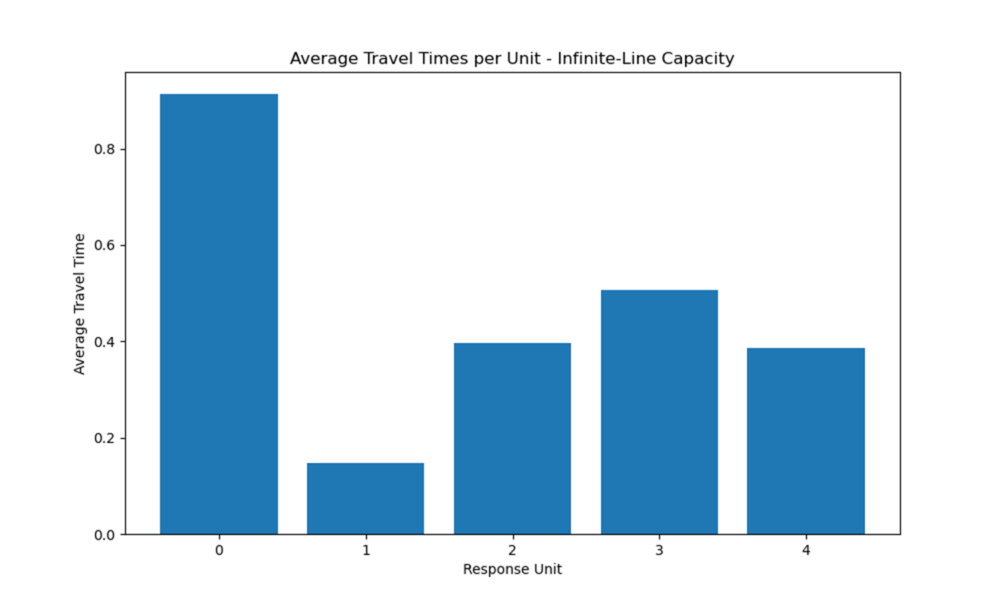 Average Travel Times per Unit - Infinite-Line Capacity
Average Travel Time
0.8
0.6
0.4
0.2
0.0
0 1 2 3 4
Response Unit